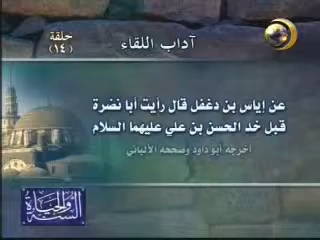 آداب اللقاء
حلقة
(١٤)
عن إياس بن دغفل قال رأيت أبا نضرة
قبل خد الحسن بن علي عليهما السلام
أخرجه أبو داود وصححه الألباني
السنة والحياة